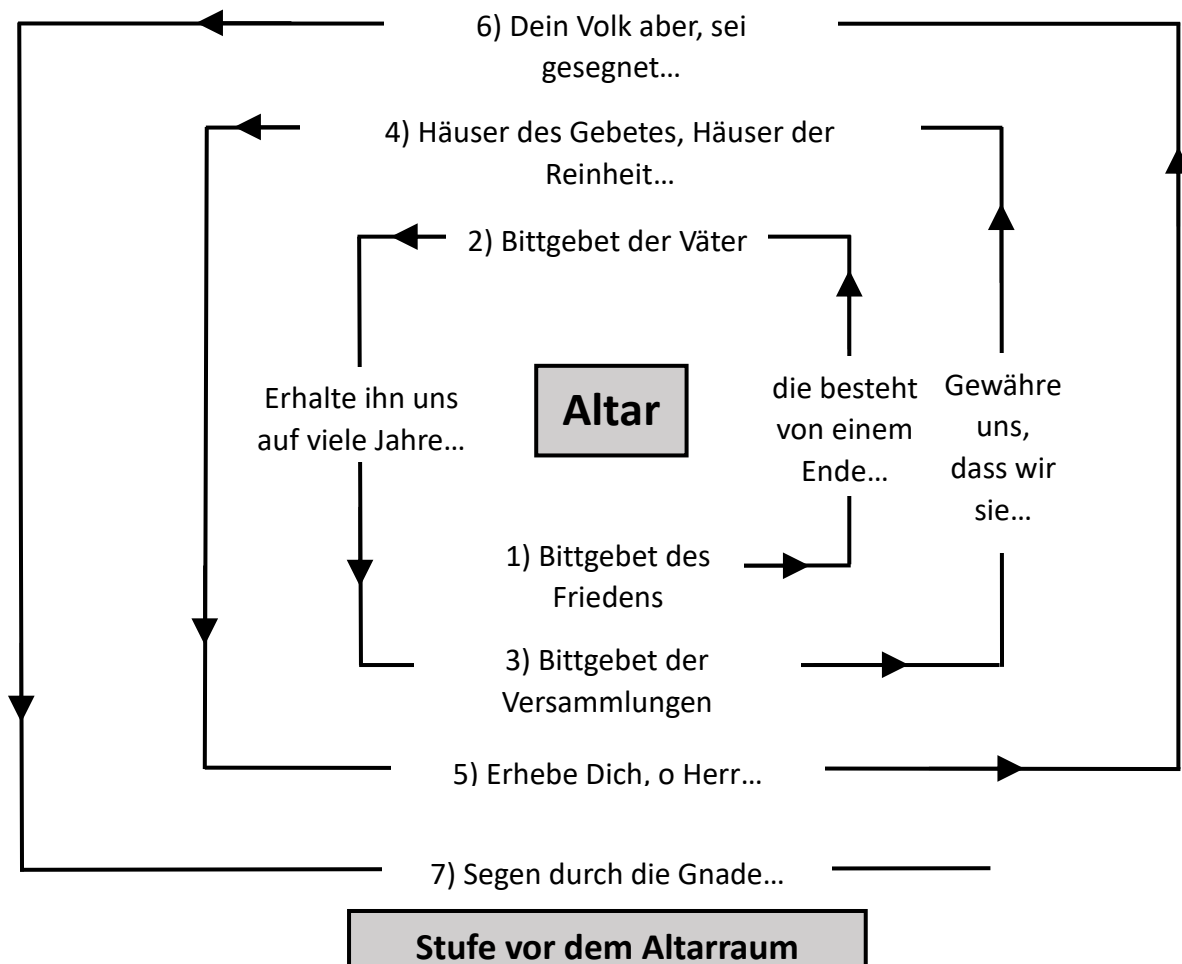 6) Dein Volk aber, sei
gesegnet...
4) Häuser des Gebetes, Häuser der
Reinheit...
2) Bittgebet der Väter
Erhalte ihn uns
auf viele Jahre...
Altar
die besteht
von einem
Ende...
Gewähre
uns,
dass wir
sie...
1) Bittgebet des
Friedens
3) Bittgebet der
Versammlungen
5) Erhebe Dich, o Herr...
7) Segen durch die Gnade...
Stufe vor dem Altarraum